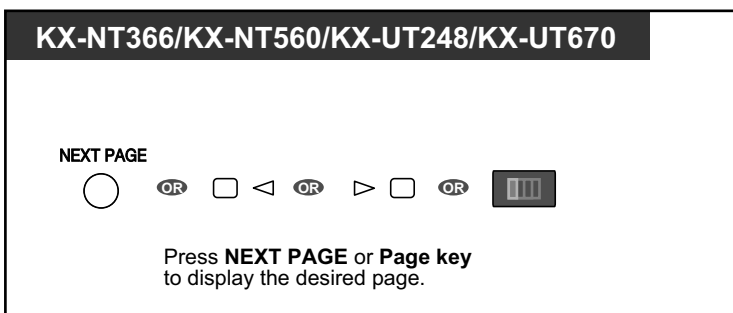 KX-NT366/KX-NT560/KX-UT248/KX-UT670
NEXT PAGE
OR OR OR
Press NEXT PAGE or Page key
to display the desired page.